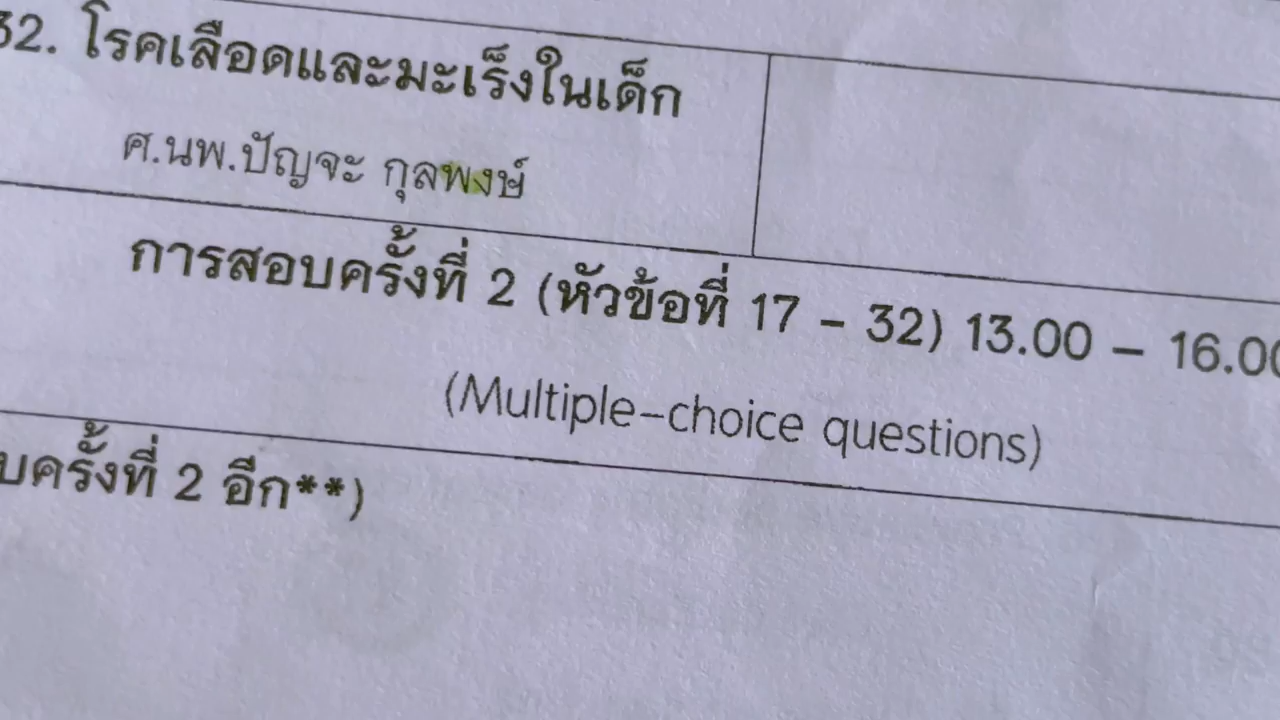 32. โรคเลือดและมะเร็งในเด็ก
ศ.นพ.ปัญจะ กุลพงษ์
การสอบครั้งที่ 2 (หัวข้อที่ 17 - 32) 13.00 - 16.00
(Multiple-choice questions)
บครั้งที่ 2 อีก**)